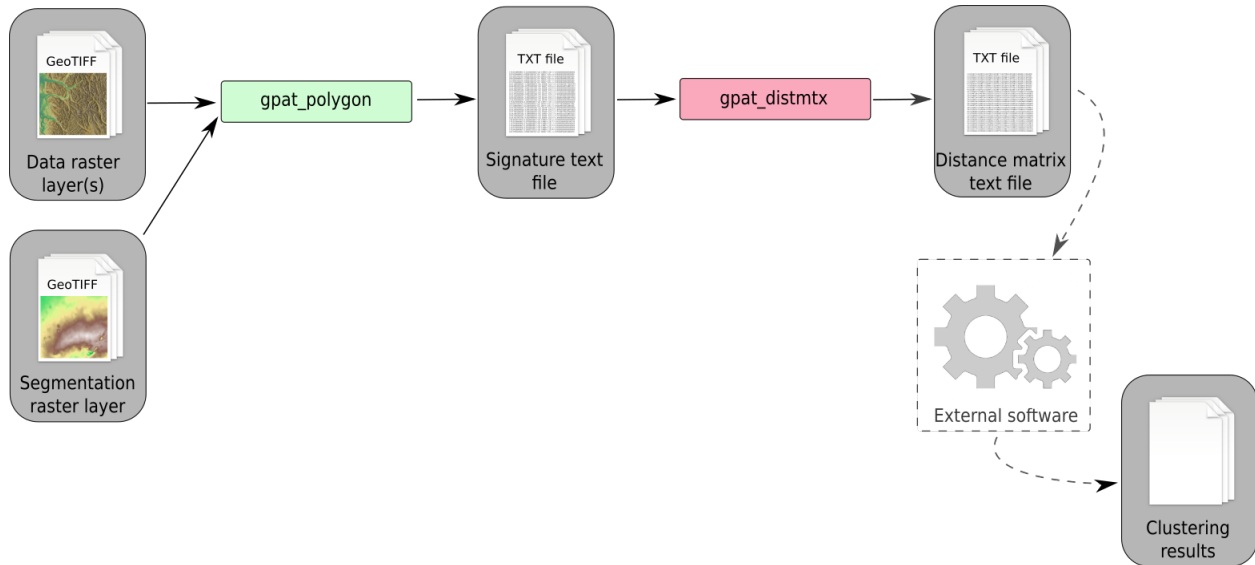 GeoTIFF
Data raster
layer(s)
gpat_polygon
TXT file
Signature text
file
gpat_distmtx
TXT file
Distance matrix
text file
GeoTIFF
Segmentation
raster layer
External software
Clustering
results